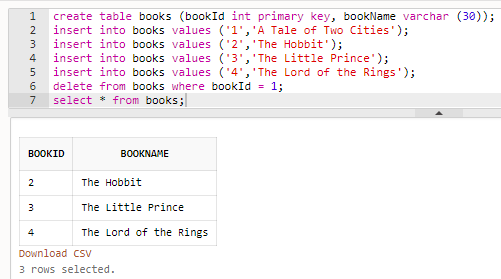 1 create table books (bookId int primary key, bookName varchar (30));
2 insert into books values ('1','A Tale of Two Cities');
3 insert into books values ('2','The Hobbit');
4 insert into books values ('3','The Little Prince');
5 insert into books values ('4','The Lord of the Rings');
6 delete from books where bookId = 1;
7 select * from books;
BOOKID BOOKNAME
2 The Hobbit
3 The Little Prince
4 The Lord of the Rings
Download CSV
3 rows selected.